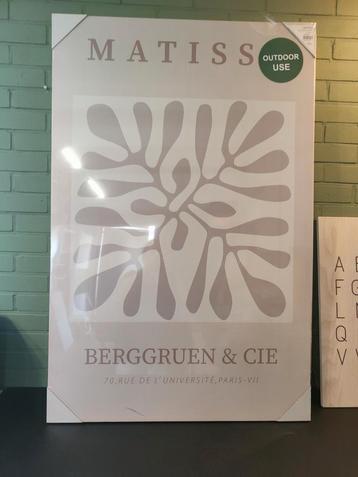 MATISS
OUTDOOR
USE
BERGGRUEN & CIE
70, RUE DE L'UNIVERSITÉ, PARIS-VII
A
F G
L
Q
V